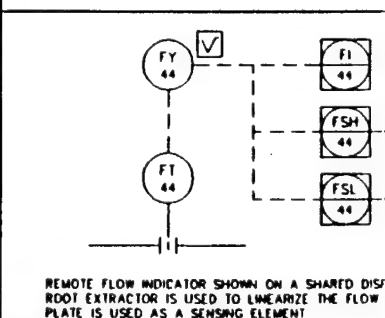 FY
44
√
FI
44
FSH
44
FT
44
FSL
44
REMOTE FLOW INDICATOR SHOWN ON A SHARED
ROOT EXTRACTOR IS USED TO LINEARIZE THE FLOW
PLATE IS USED AS A SENSING ELEMENT